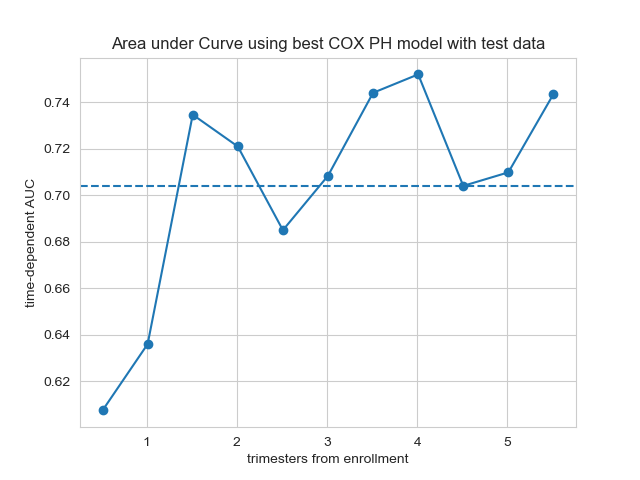 Area under Curve using best COX PH model with test data
time-dependent AUC
0.74
0.72
0.70
0.68
0.66
0.64
0.62
1 2 3 4 5
trimesters from enrollment